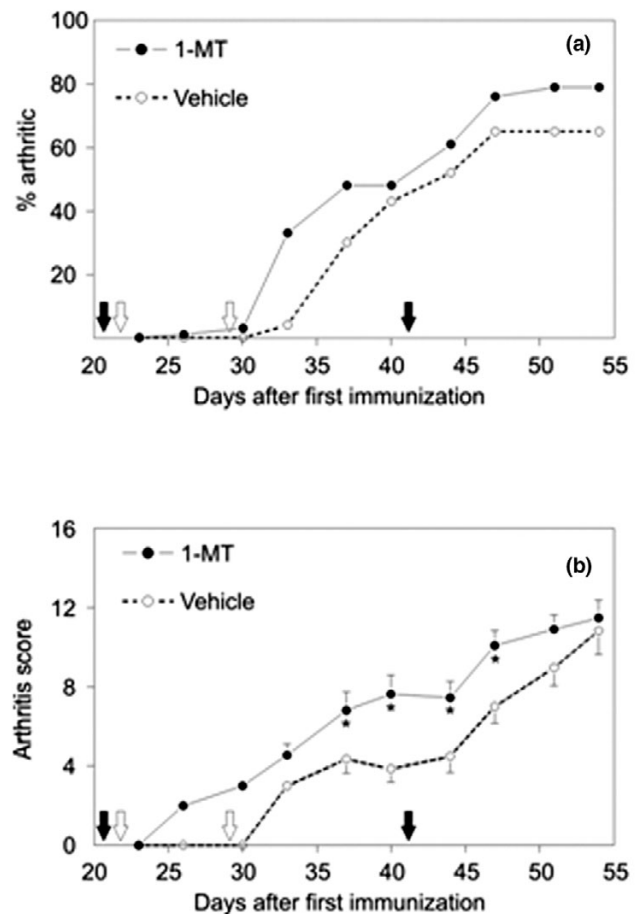 100
(a)
1-MT
80
Vehicle
60
% arthritic
40
20
20 25 30 35 40 45 50 55
Days after first immunization
16
(b)
1-MT
12
Vehicle
Arthritis score
8
4
0
20 25 30 35 40 45 50 55
Days after first immunization